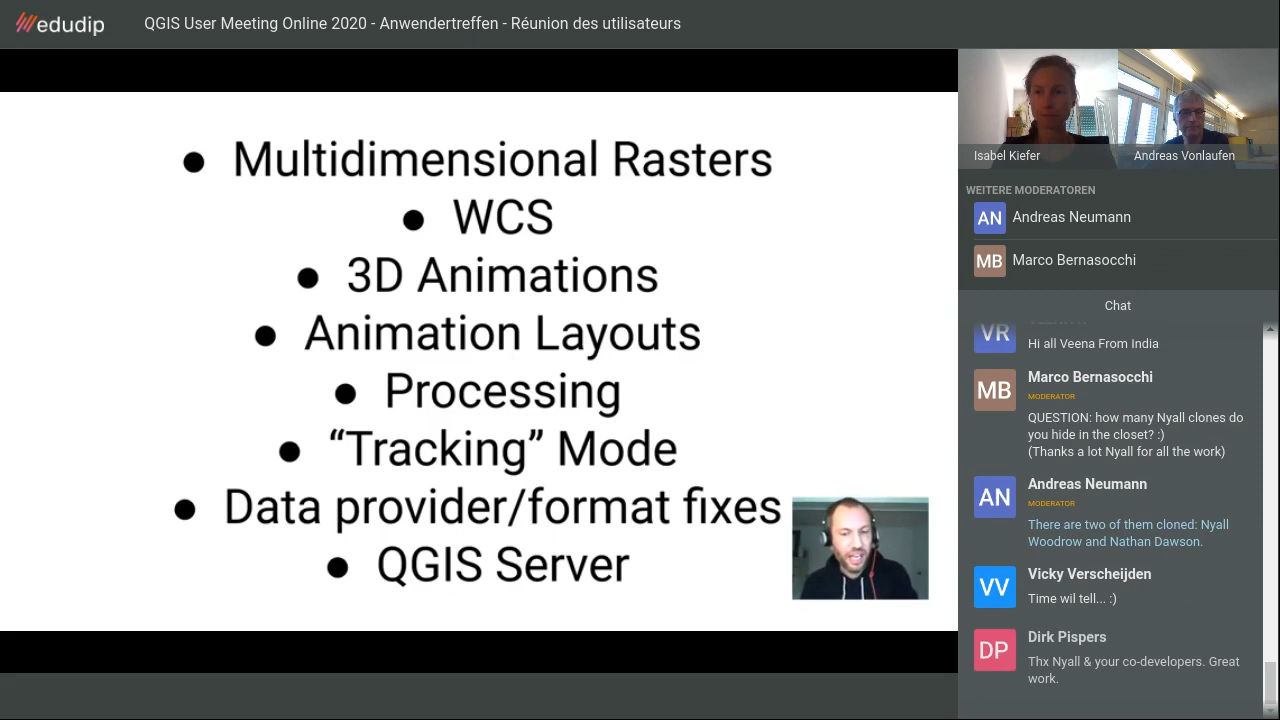 edudip
QGIS User Meeting Online 2020 - Anwendertreffen - Réunion des utilisateurs
● Multidimensional Rasters
● WCS
● 3D Animations
● Animation Layouts
● Processing
● “Tracking” Mode
● Data provider/format fixes
● QGIS Server
Isabel Kiefer
Andreas Vonlaufen
WEITERE MODERATOREN
AN Andreas Neumann
MB Marco Bernasocchi
Chat
VR
Hi all Veena From India
MB
Marco Bernasocchi
MODERATOR
QUESTION: how many Nyall clones do
you hide in the closet? :)
(Thanks a lot Nyall for all the work)
AN
Andreas Neumann
MODERATOR
There are two of them cloned: Nyall
Woodrow and Nathan Dawson.
VV
Vicky Verscheijden
Time wil tell... :)
DP
Dirk Pispers
Thx Nyall & your co-developers. Great
work.